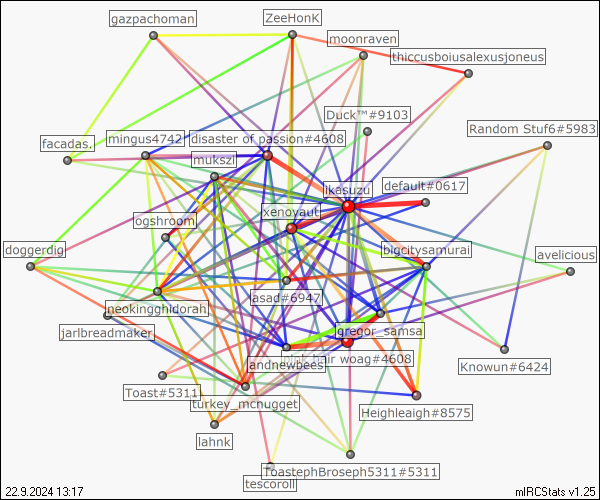 gazpachoman
ZeeHonK
moonraven
thiccusboiusalexusjoneus
Duck™#9103
Random Stuf6#5983
mingus4742
disaster of passion#4608
facadas.
mukszi
ikasuzu
default#0617
xenoyaut
ogshroom
doggerdig
bigcitysamurai
avelicious
asad#6947
neokingghidorah
jarlbreadmaker
gregor_samsa
woag#4608
andnewbees
Knowun#6424
Toast#5311
turkey_mcnugget
Heighleaigh#8575
lahnk
ToastephBroseph5311#5311
tescoroll
22.9.2024 13:17
mIRCStats v1.25